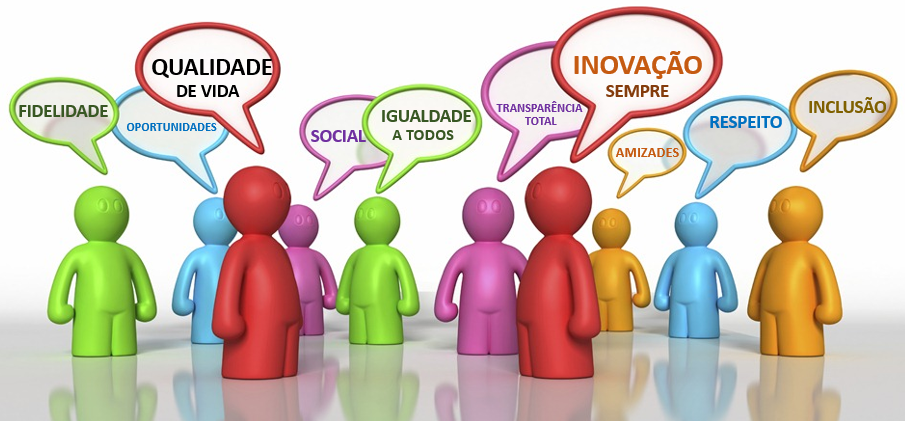 FIDELIDADE
OPORTUNIDADES
QUALIDADE
DE VIDA
SOCIAL
IGUALDADE
A TODOS
TRANSPARÊNCIA
TOTAL
INOVAÇÃO
SEMPRE
AMIZADES
RESPEITO
INCLUSÃO